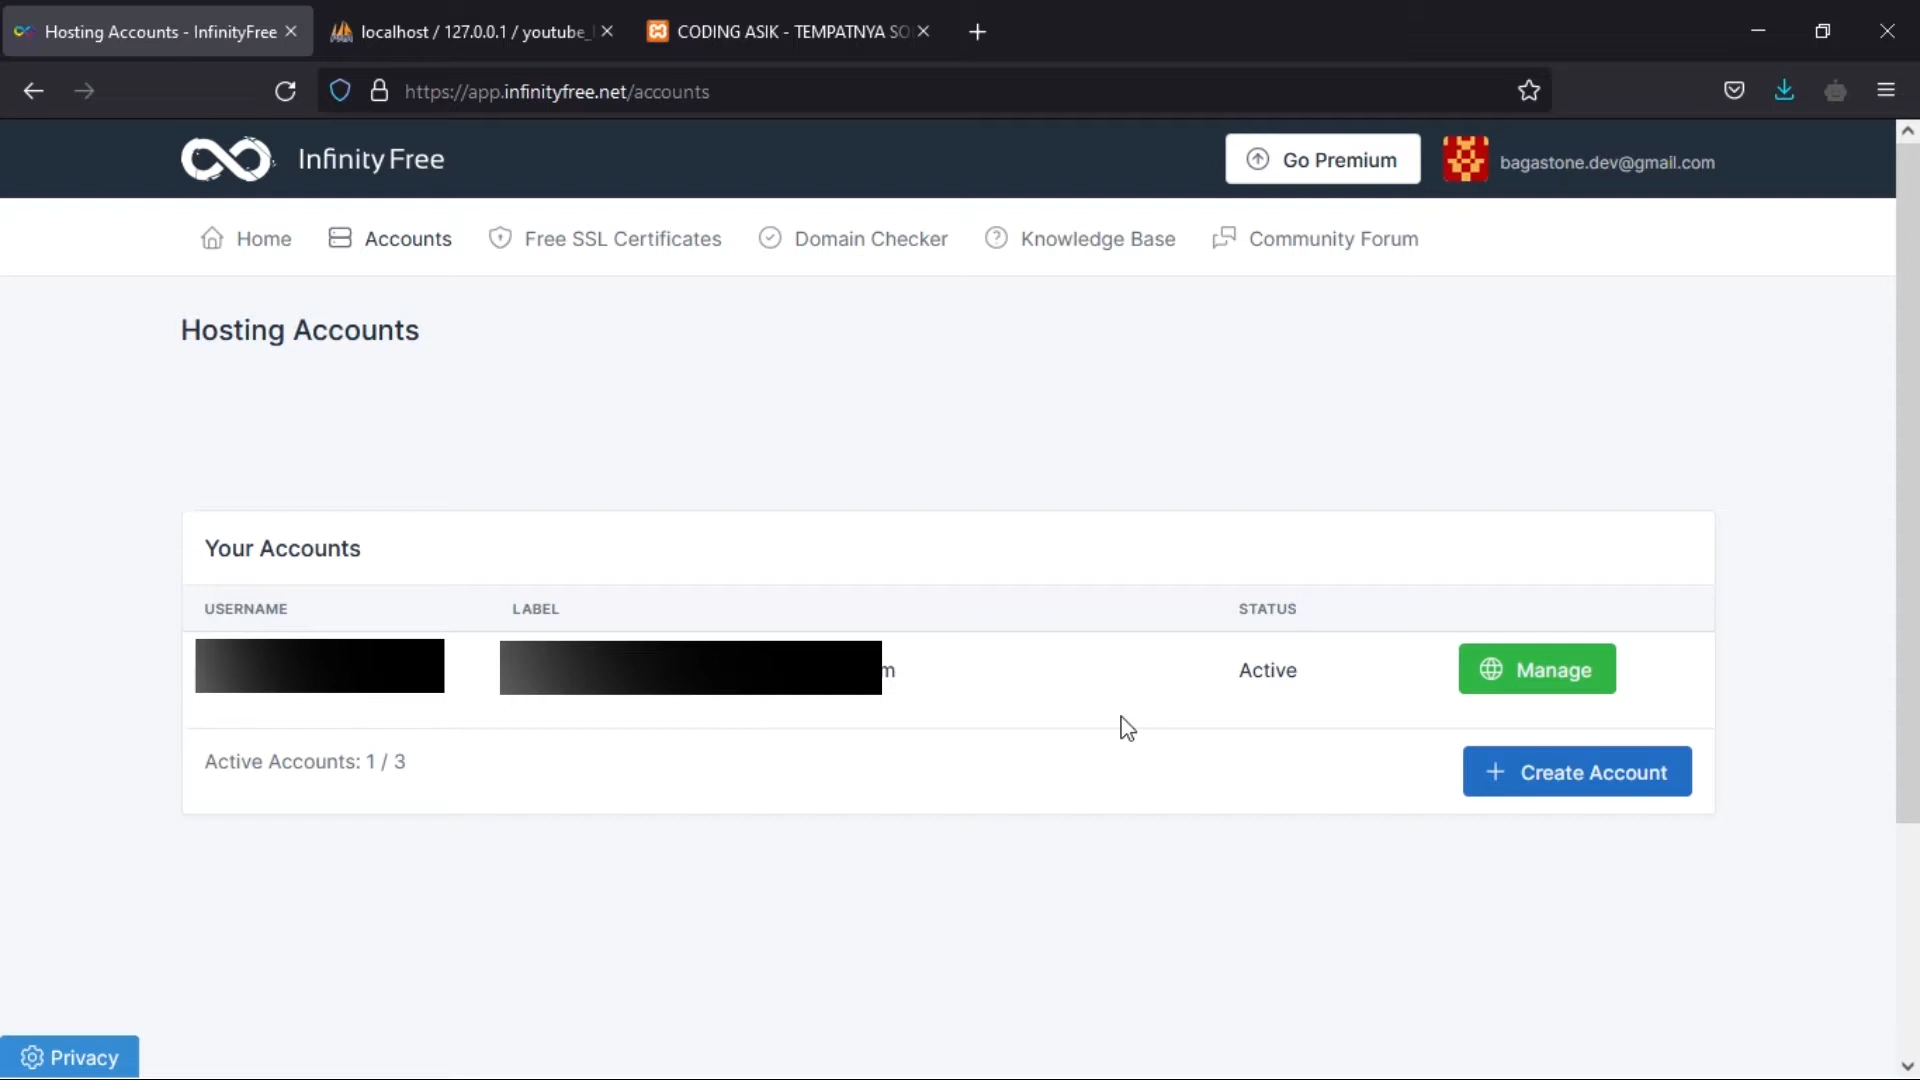 Hosting Accounts - InfinityFree
localhost / 127.0.0.1 / youtube_
CODING ASIK - TEMPATNYA SO
https://app.infinityfree.net/accounts
InfinityFree
Go Premium
bagastone.dev@gmail.com
Home
Accounts
Free SSL Certificates
Domain Checker
Knowledge Base
Community Forum
Hosting Accounts
Your Accounts
USERNAME LABEL STATUS
m Active Manage
Active Accounts: 1 / 3
Create Account
Privacy